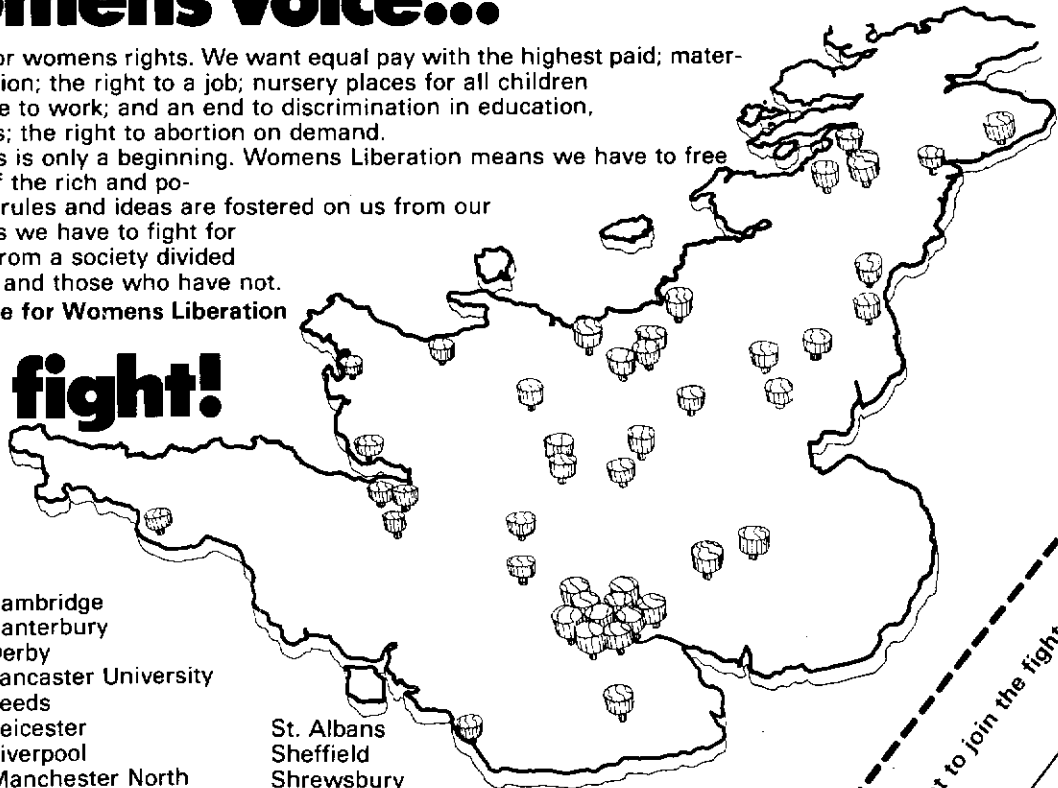 omens voice...
or womens rights. We want equal pay with the highest paid; mater-
ion; the right to a job; nursery places for all children
e to work; and an end to discrimination in education,
s; the right to abortion on demand.
s is only a beginning. Womens Liberation means we have to free
f the rich and po-
rules and ideas are fostered on us from our
s we have to fight for
rom a society divided
and those who have not.
e for Womens Liberation
fight!
ambridge
anterbury
erby
ancaster University
eeds
eicester
iverpool
Manchester North
St. Albans
Sheffield
Shrewsbury
t to join the fight